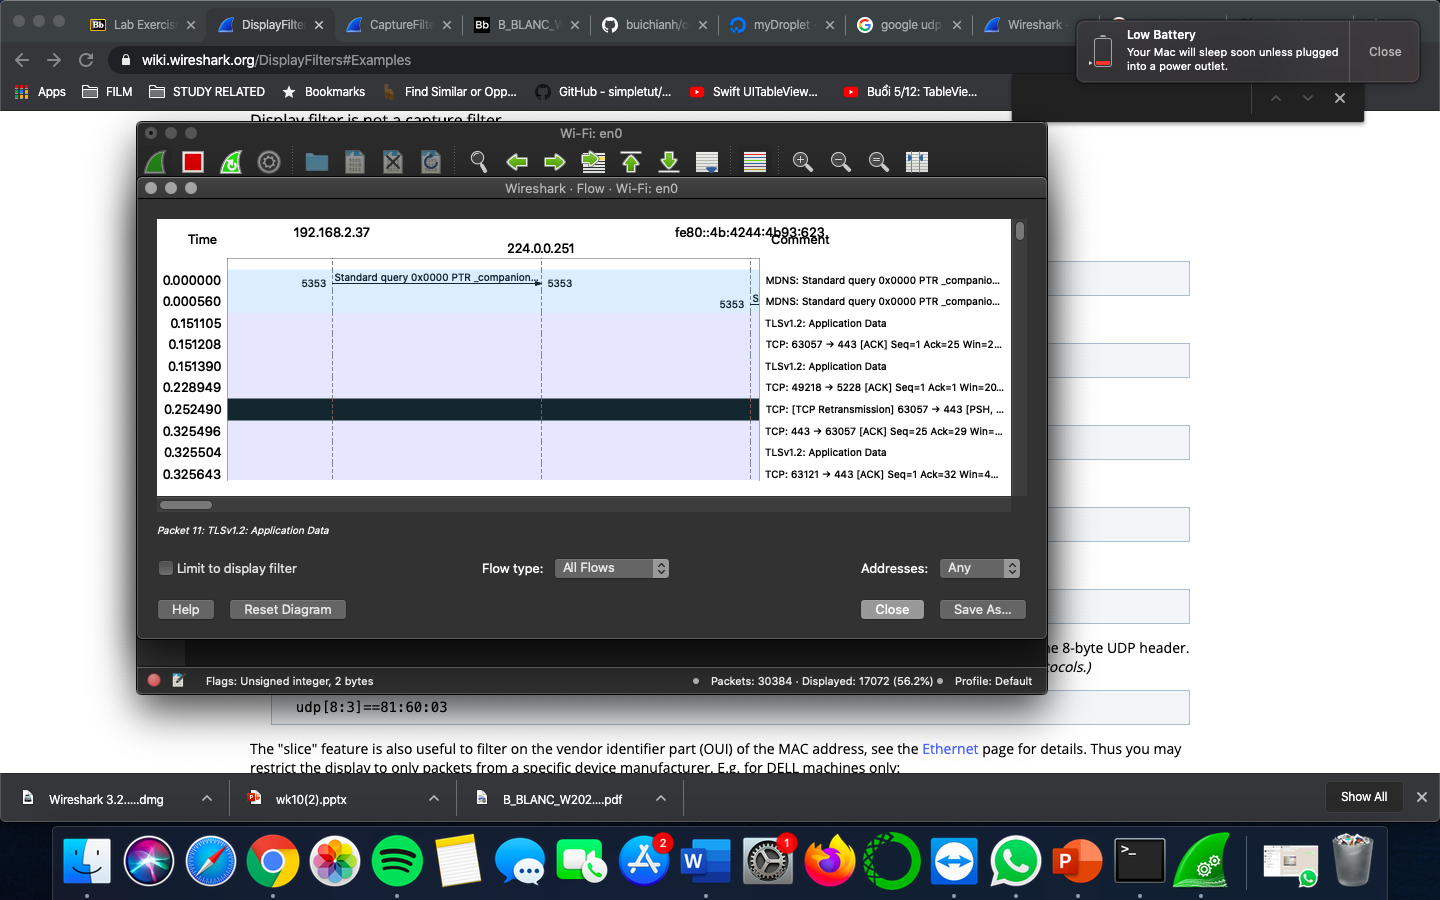 Lab Exercis
DisplayFilte
CaptureFilt
B_BLANC_W
buichianh/c
myDroplet
google udp
Wireshark
Low Battery
Your Mac will sleep soon unless plugged
into a power outlet.
Close
wiki.wireshark.org/DisplayFilters#Examples
Apps
FILM
STUDY RELATED
Bookmarks
Find Similar or Opp...
GitHub - simpletut/...
Swift UITableView...
Buổi 5/12: TableVie...
Display filter is not a capture filter
Wi-Fi: en0
Wireshark · Flow · Wi-Fi: en0
Time
192.168.2.37
224.0.0.251
fe80::4b:4244:4b93:623
Comment
0.000000
5353
Standard query 0x0000 PTR _companion...
5353
MDNS: Standard query 0x0000 PTR _companio...
0.000560
5353
S
MDNS: Standard query 0x0000 PTR _companio...
0.151105
TLSv1.2: Application Data
0.151208
TCP: 63057 → 443 [ACK] Seq=1 Ack=25 Win=2...
0.151390
TLSv1.2: Application Data
0.228949
TCP: 49218 → 5228 [ACK] Seq=1 Ack=1 Win=20...
0.252490
TCP: [TCP Retransmission] 63057 → 443 [PSH, ...
0.325496
TCP: 443 → 63057 [ACK] Seq=25 Ack=29 Win=...
0.325504
TLSv1.2: Application Data
0.325643
TCP: 63121 → 443 [ACK] Seq=1 Ack=32 Win=4...
Packet 11: TLSv1.2: Application Data
Limit to display filter
Flow type:
All Flows
Addresses:
Any
Help
Reset Diagram
Close
Save As...
e 8-byte UDP header.
ocols.)
Flags: Unsigned integer, 2 bytes
Packets: 30384 · Displayed: 17072 (56.2%)
Profile: Default
udp[8:3]==81:60:03
The "slice" feature is also useful to filter on the vendor identifier part (OUI) of the MAC address, see the Ethernet page for details. Thus you may
restrict the display to only packets from a specific device manufacturer. E.g. for DELL machines only:
Wireshark 3.2.....dmg
wk10(2).pptx
B_BLANC_W202....pdf
Show All
2
1